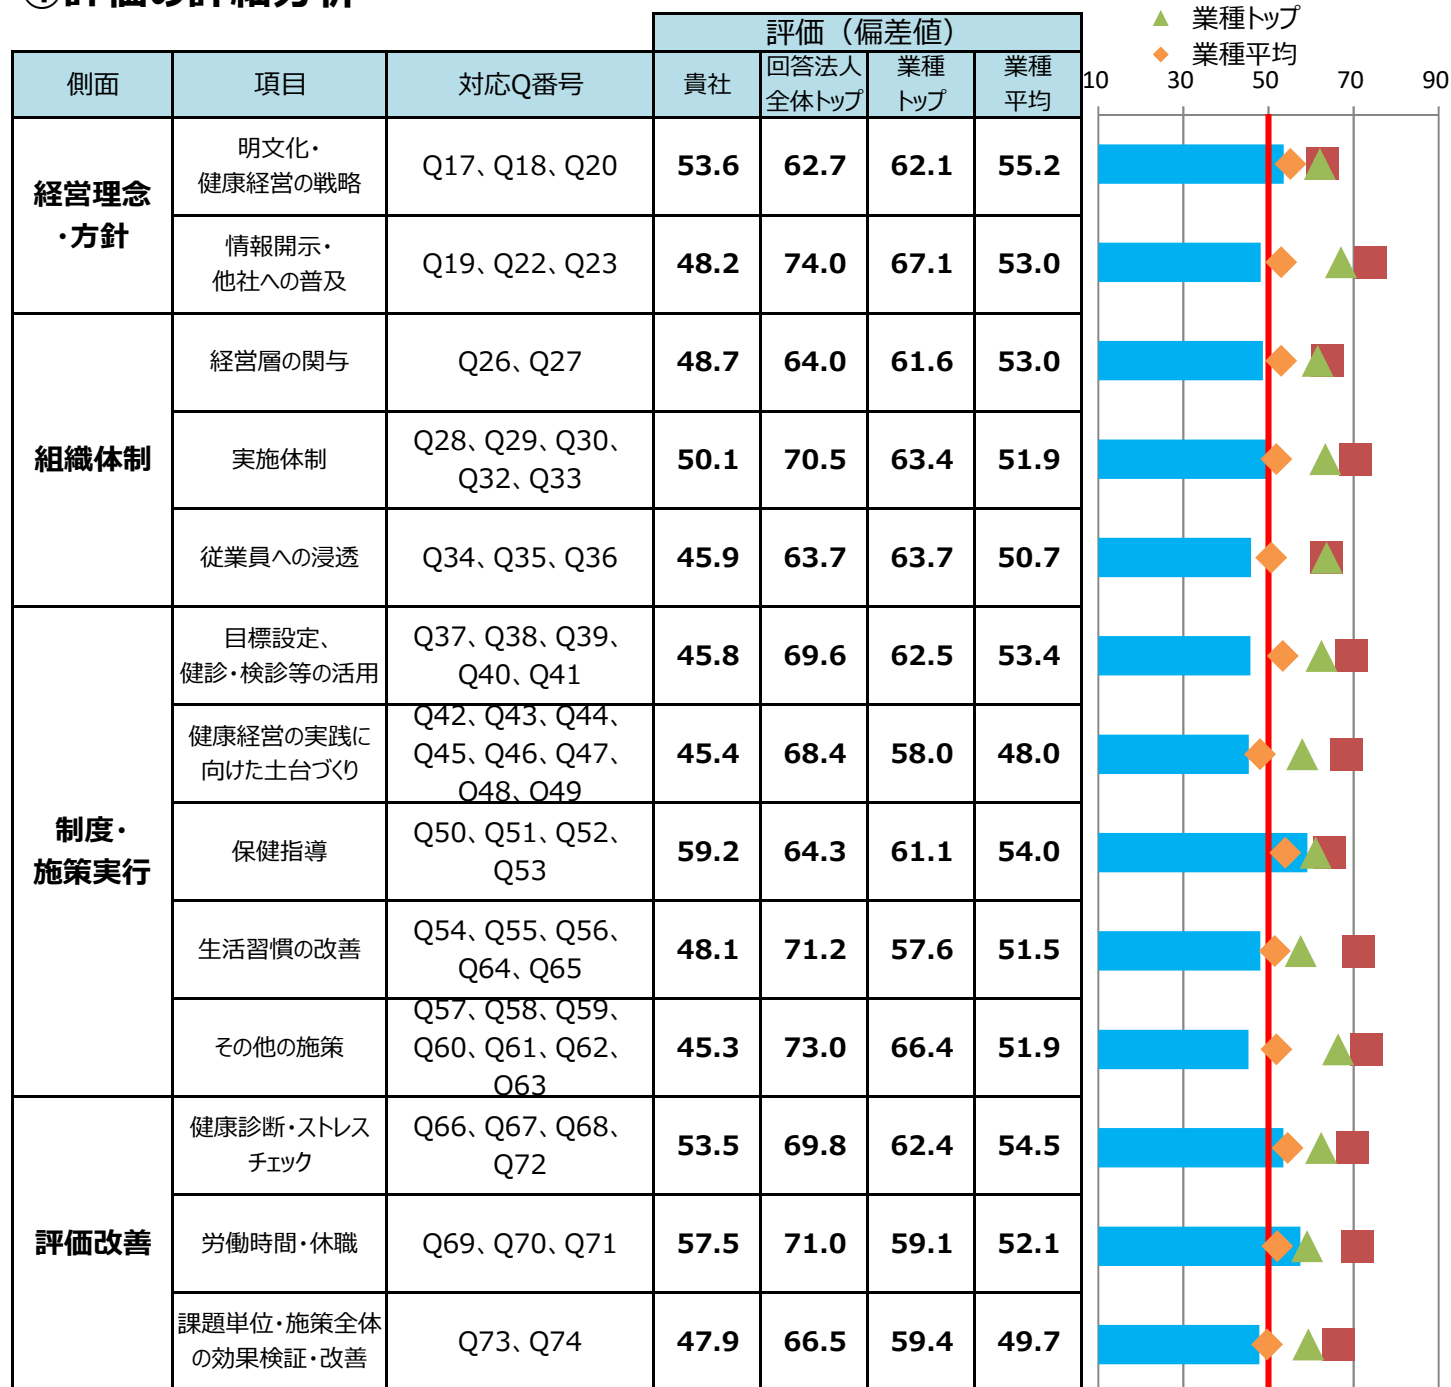 ①評価の詳細分析
▲ 業種トップ
◆ 業種平均
評価（偏差値）
側面 項目 対応Q番号 貴社 回答法人 業種 業種
全体トップ トップ 平均
10 30 50 70 90
経営理念
・方針
明文化・
健康経営の戦略
Q17、Q18、Q20 53.6 62.7 62.1 55.2
情報開示・
他社への普及
Q19、Q22、Q23 48.2 74.0 67.1 53.0
組織体制
経営層の関与 Q26、Q27 48.7 64.0 61.6 53.0
実施体制
Q28、Q29、Q30、
Q32、Q33
50.1 70.5 63.4 51.9
従業員への浸透 Q34、Q35、Q36 45.9 63.7 63.7 50.7
制度・
施策実行
目標設定、
健診・検診等の活用
Q37、Q38、Q39、
Q40、Q41
45.8 69.6 62.5 53.4
健康経営の実践に
向けた土台づくり
Q42、Q43、Q44、
Q45、Q46、Q47、
Q48、Q49
45.4 68.4 58.0 48.0
保健指導
Q50、Q51、Q52、
Q53
59.2 64.3 61.1 54.0
生活習慣の改善
Q54、Q55、Q56、
Q64、Q65
48.1 71.2 57.6 51.5
その他の施策
Q57、Q58、Q59、
Q60、Q61、Q62、
Q63
45.3 73.0 66.4 51.9
評価改善
健康診断・ストレス
チェック
Q66、Q67、Q68、
Q72
53.5 69.8 62.4 54.5
労働時間・休職 Q69、Q70、Q71 57.5 71.0 59.1 52.1
課題単位・施策全体
の効果検証・改善
Q73、Q74 47.9 66.5 59.4 49.7